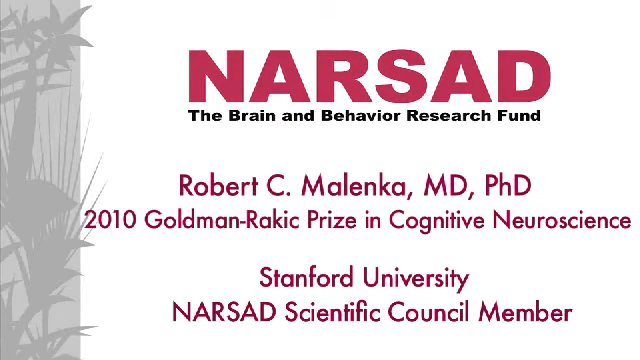 NARSAD
The Brain and Behavior Research Fund
Robert C. Malenka, MD, PhD
2010 Goldman-Rakic Prize in Cognitive Neuroscience
Stanford University
NARSAD Scientific Council Member